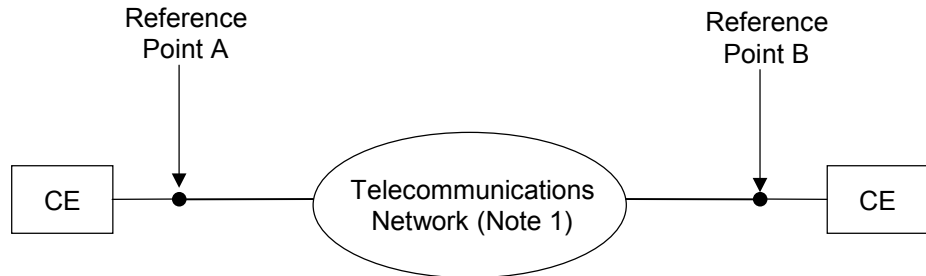 Reference
Point A
Reference
Point B
CE
Telecommunications
Network (Note 1)
CE